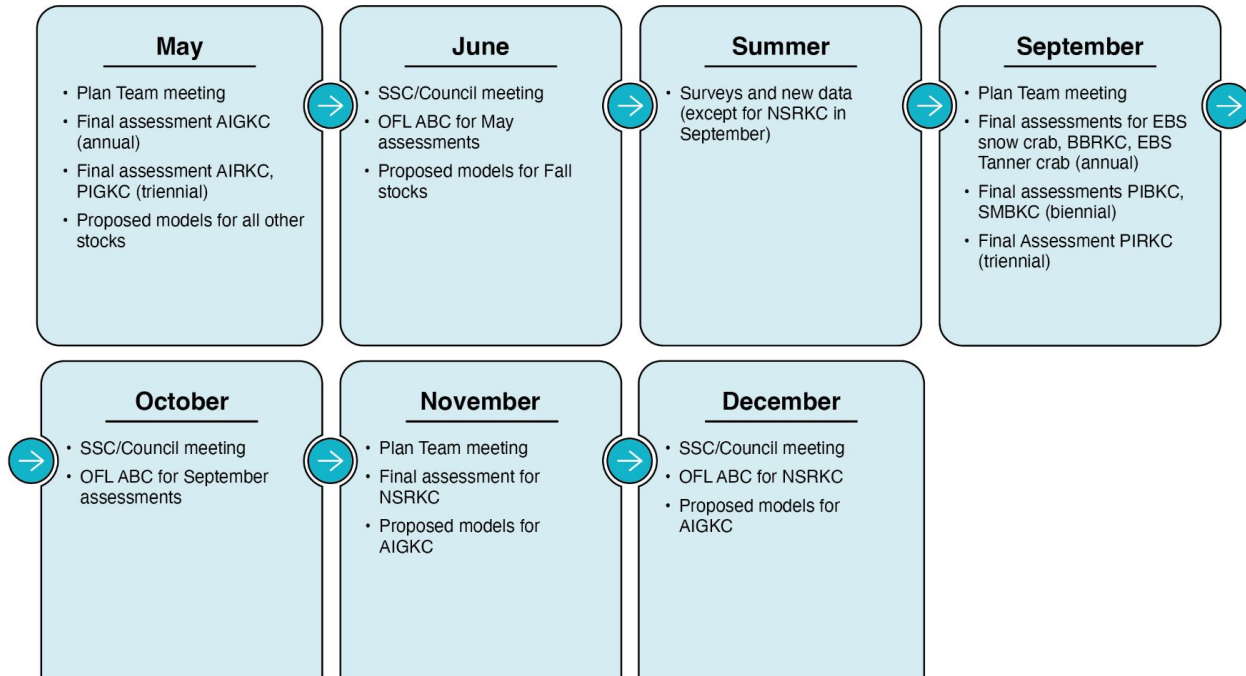 May
• Plan Team meeting
• Final assessment AIGKC
(annual)
• Final assessment AIRKC,
PIGKC (triennial)
• Proposed models for all other
stocks
June
• SSC/Council meeting
• OFL ABC for May
assessments
• Proposed models for Fall
stocks
Summer
• Surveys and new data
(except for NSRKC in
September)
September
• Plan Team meeting
• Final assessments for EBS
snow crab, BBRKC, EBS
Tanner crab (annual)
• Final assessments PIBKC,
SMBKC (biennial)
• Final Assessment PIRKC
(triennial)
October
• SSC/Council meeting
• OFL ABC for September
assessments
November
• Plan Team meeting
• Final assessment for
NSRKC
• Proposed models for
AIGKC
December
• SSC/Council meeting
• OFL ABC for NSRKC
• Proposed models for
AIGKC